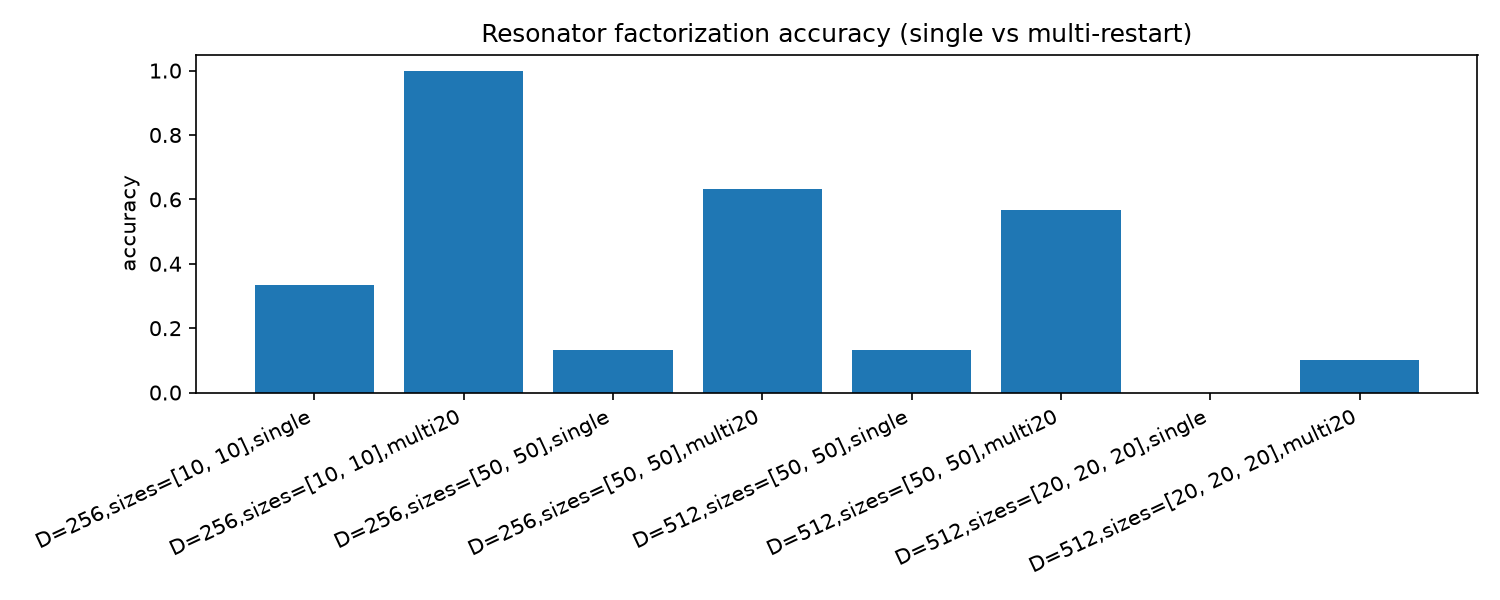 Resonator factorization accuracy (single vs multi-restart)
accuracy
1.0
0.8
0.6
0.4
0.2
0.0
D=256,sizes=[10, 10],single
D=256,sizes=[10, 10],multi20
D=256,sizes=[50, 50],single
D=256,sizes=[50, 50],multi20
D=512,sizes=[50, 50],single
D=512,sizes=[50, 50],multi20
D=512,sizes=[20, 20, 20],single
D=512,sizes=[20, 20, 20],multi20